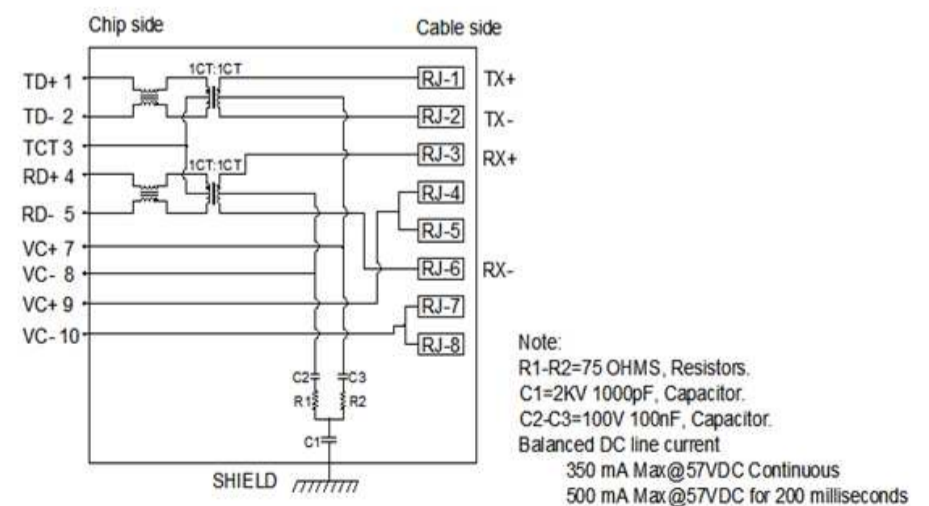 Chip side
Cable side
1CT:1CT
TD+ 1
RJ-1 TX+
TD- 2
RJ-2 TX-
TCT 3
RJ-3 RX+
1CT:1CT
RD+ 4
RJ-4
RD- 5
RJ-5
VC+ 7
RJ-6 RX-
VC- 8
VC+ 9
RJ-7
VC- 10
RJ-8
C2 C3
R1 R2
C1
SHIELD
Note:
R1-R2=75 OHMS, Resistors.
C1=2KV 1000pF, Capacitor.
C2-C3=100V 100nF, Capacitor.
Balanced DC line current
350 mA Max@57VDC Continuous
500 mA Max@57VDC for 200 milliseconds